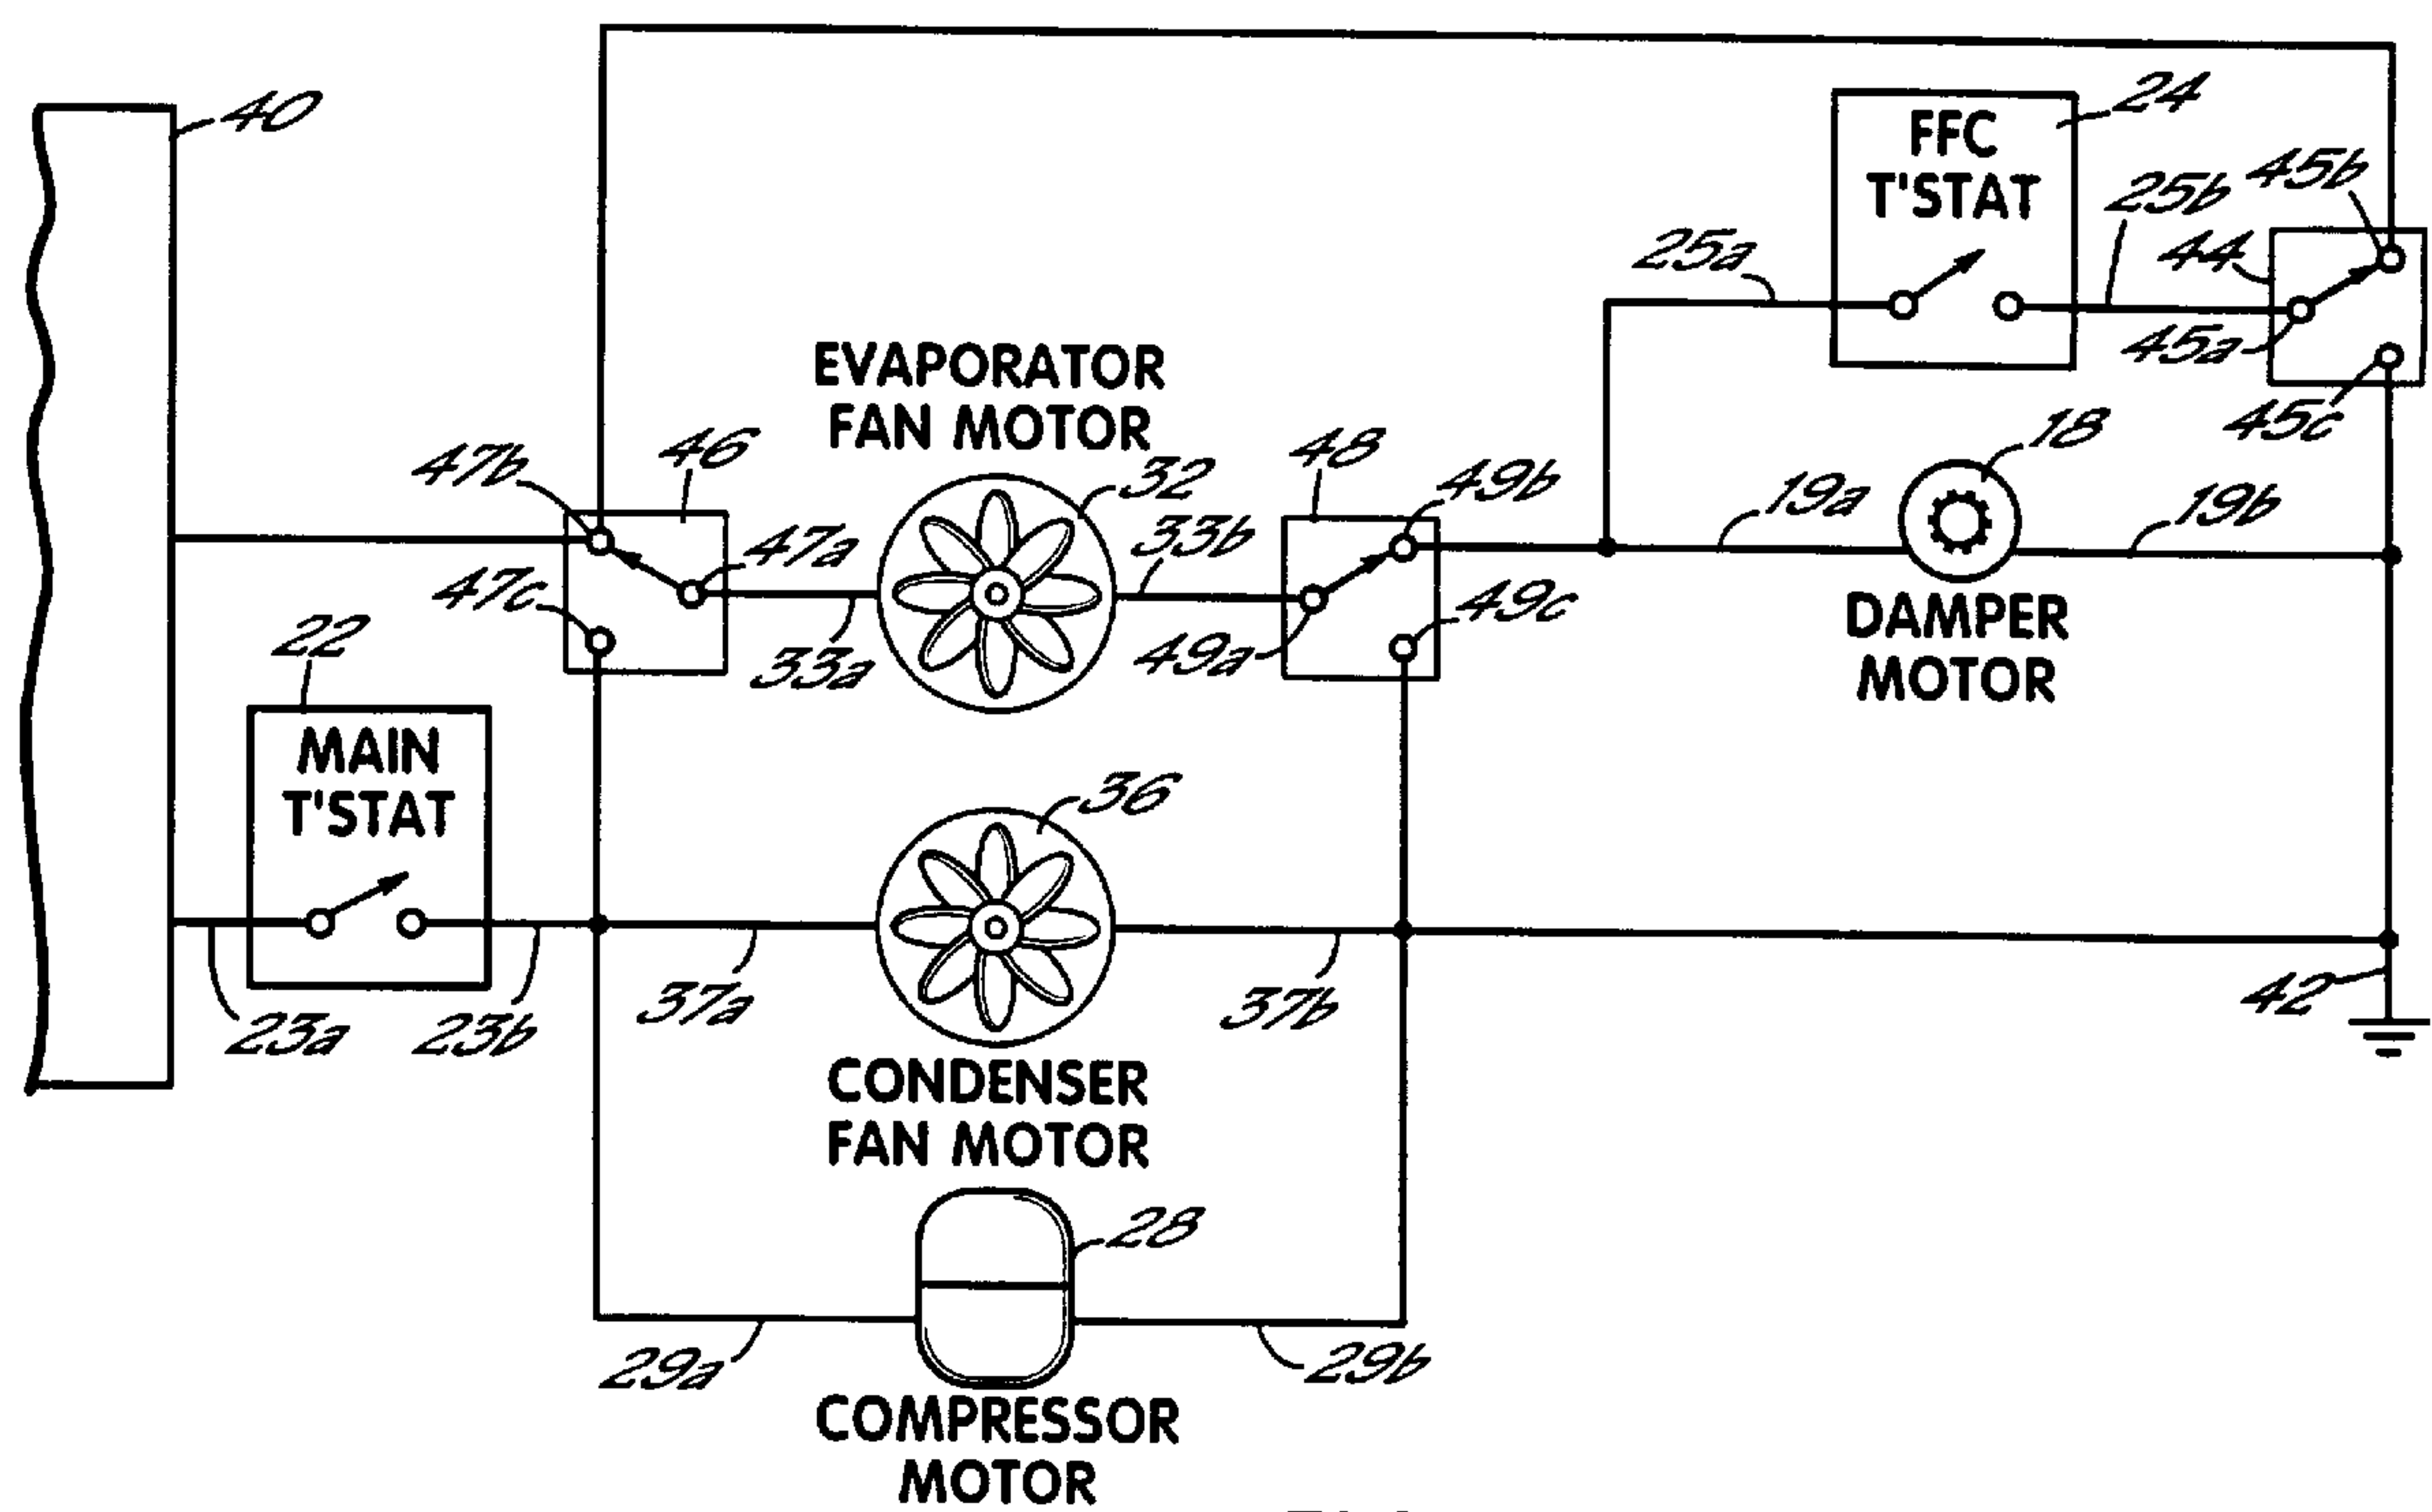 40
24
FFC
T'STAT
45b
25b
25a
44
45a
45c
EVAPORATOR
FAN MOTOR
18
47b
46
32
48
49b
19a
19b
47a
33b
47c
49c
33a
49a
DAMPER
MOTOR
22
MAIN
T'STAT
36
23a
23b
37a
37b
42
CONDENSER
FAN MOTOR
28
29a
29b
COMPRESSOR
MOTOR